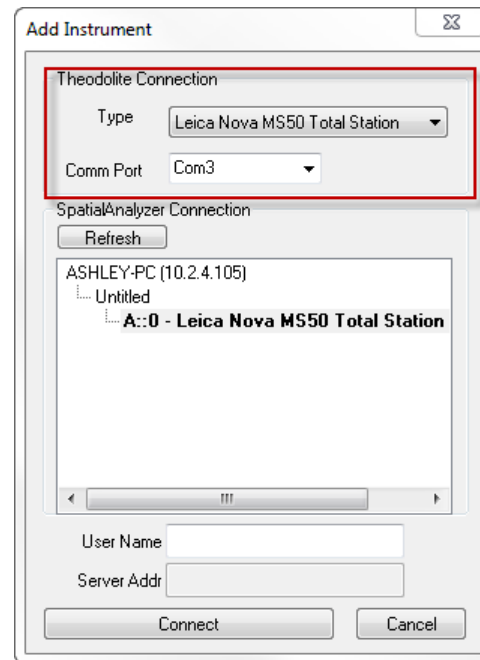 Add Instrument
Theodolite Connection
Type Leica Nova MS50 Total Station
Comm Port Com3
SpatialAnalyzer Connection
Refresh
ASHLEY-PC (10.2.4.105)
Untitled
A::0 - Leica Nova MS50 Total Station
User Name
Server Addr
Connect Cancel